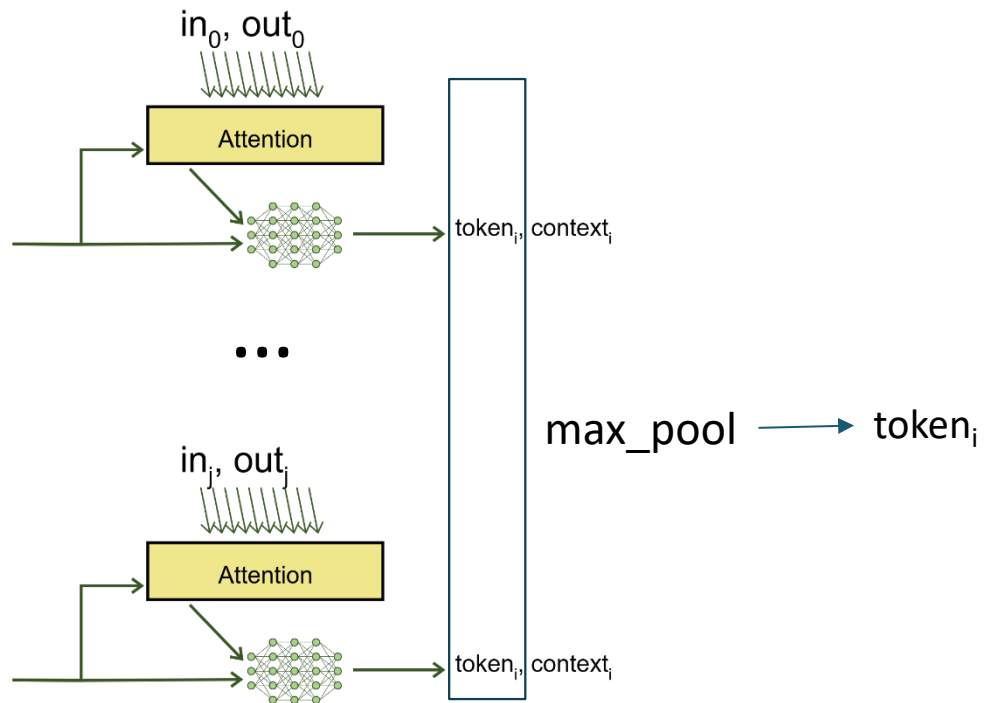 in₀, out₀
Attention
tokenᵢ, contextᵢ
...
max_pool
tokenᵢ
inⱼ, outⱼ
Attention
tokenᵢ, contextᵢ